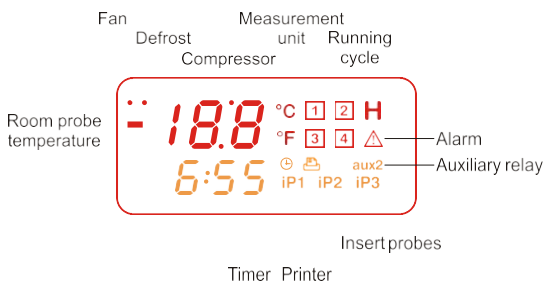 Fan
Measurement
unit
Defrost
Running
cycle
Compressor
Room probe
temperature
-18.8
°C 1 2 H
°F 3 4
Alarm
6:55
aux2
Auxiliary relay
iP1 iP2 iP3
Insert probes
Timer Printer